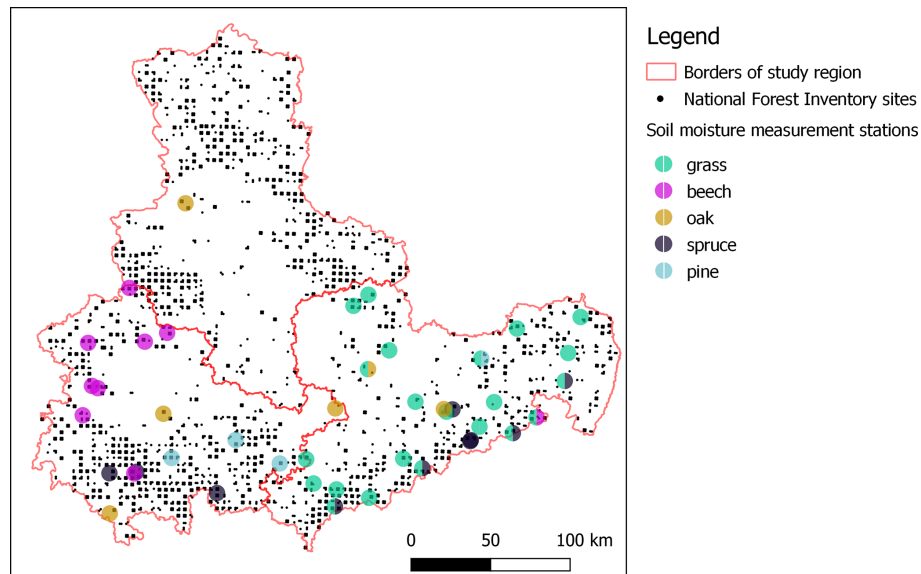 Legend
Borders of study region
National Forest Inventory sites
Soil moisture measurement stations
grass
beech
oak
spruce
pine
0 50 100 km